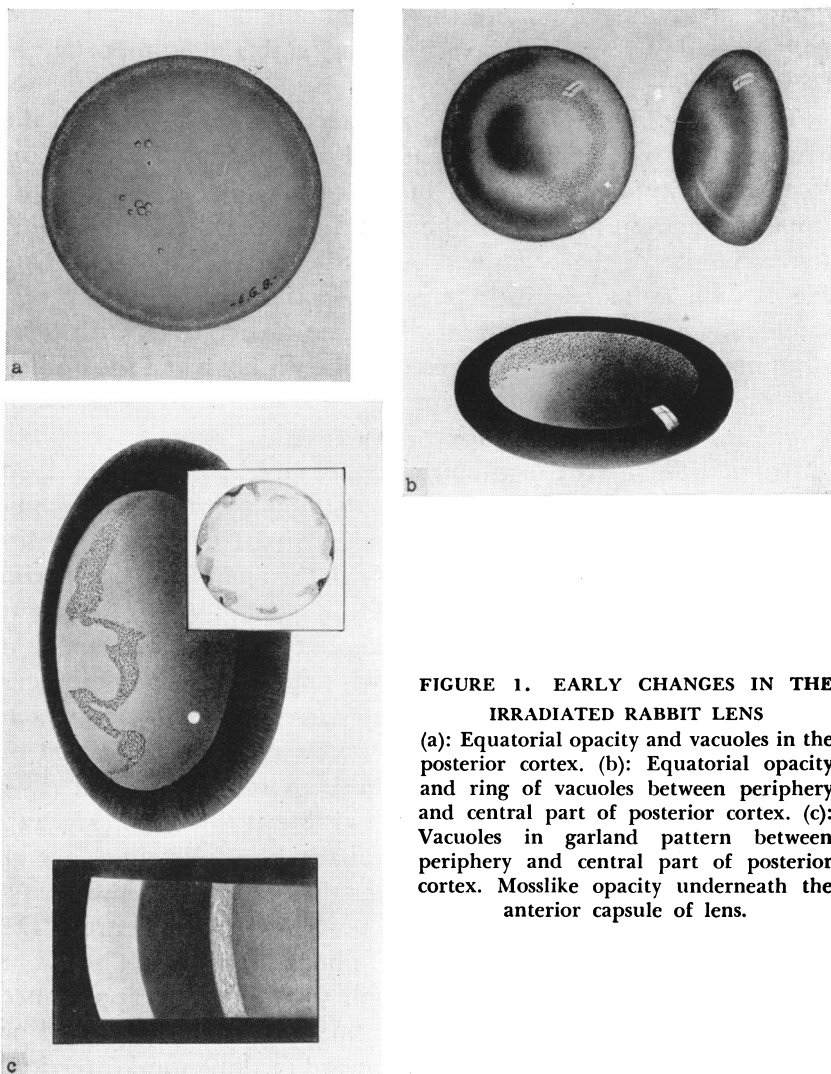 -E.G.B.-
a
b
c
FIGURE 1. EARLY CHANGES IN THE
IRRADIATED RABBIT LENS
(a): Equatorial opacity and vacuoles in the
posterior cortex. (b): Equatorial opacity
and ring of vacuoles between periphery
and central part of posterior cortex. (c):
Vacuoles in garland pattern between
periphery and central part of posterior
cortex. Mosslike opacity underneath the
anterior capsule of lens.